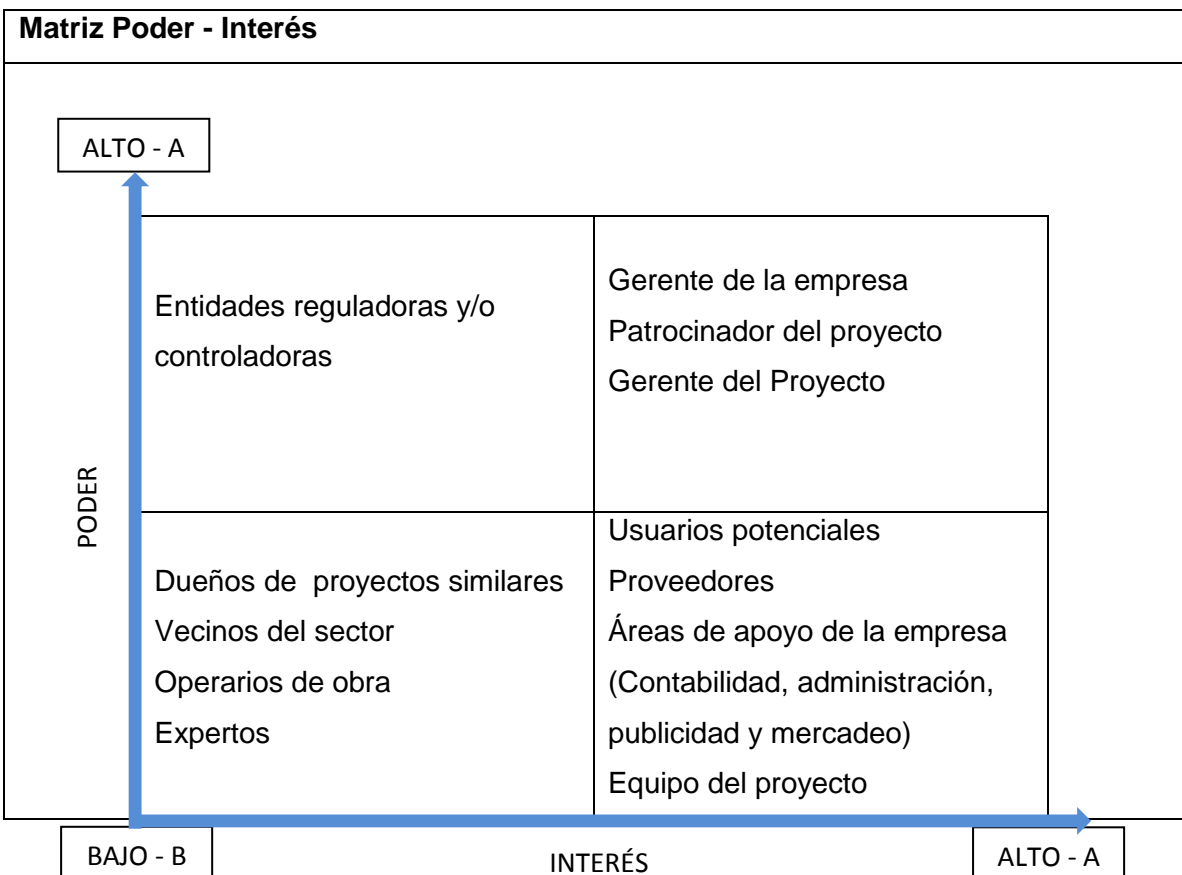 Matriz Poder - Interés
ALTO - A
PODER
Entidades reguladoras y/o
controladoras
Gerente de la empresa
Patrocinador del proyecto
Gerente del Proyecto
Dueños de  proyectos similares
Vecinos del sector
Operarios de obra
Expertos
Usuarios potenciales
Proveedores
Áreas de apoyo de la empresa
(Contabilidad, administración,
publicidad y mercadeo)
Equipo del proyecto
BAJO - B
INTERÉS
ALTO - A